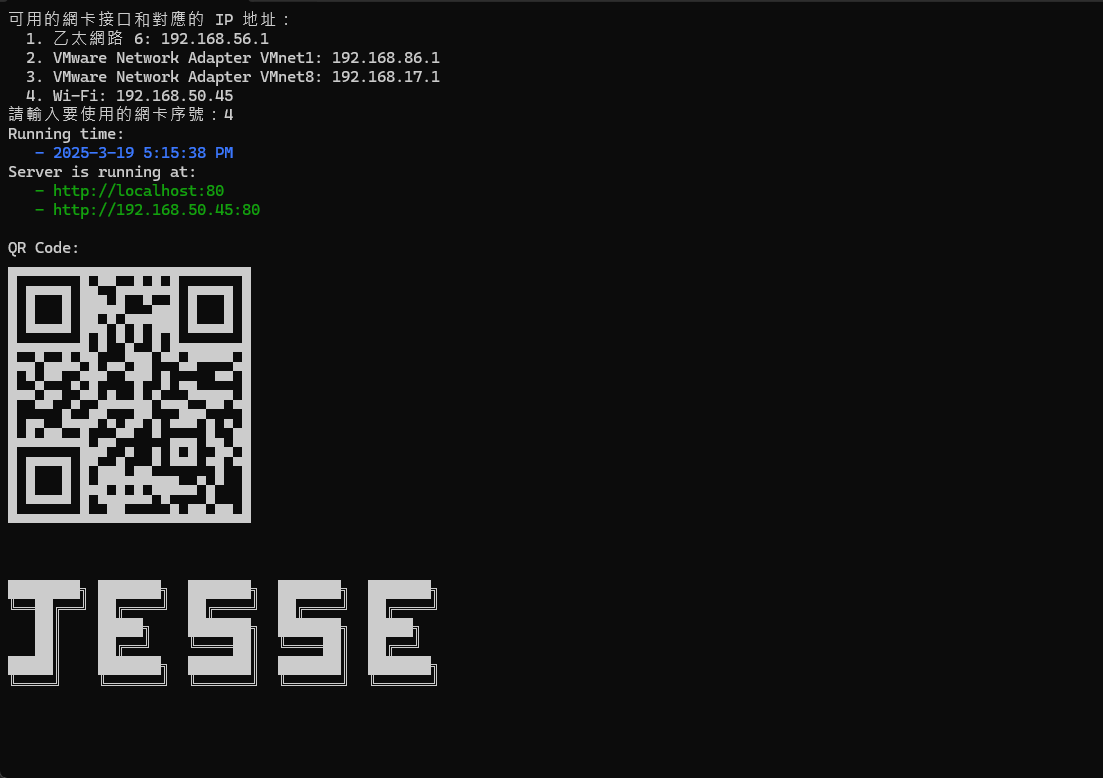 可用的網卡接口和對應的 IP 地址：
1. 乙太網路 6: 192.168.56.1
2. VMware Network Adapter VMnet1: 192.168.86.1
3. VMware Network Adapter VMnet8: 192.168.17.1
4. Wi-Fi: 192.168.50.45
請輸入要使用的網卡序號：4
Running time:
- 2025-3-19 5:15:38 PM
Server is running at:
- http://localhost:80
- http://192.168.50.45:80
QR Code:
JESSE